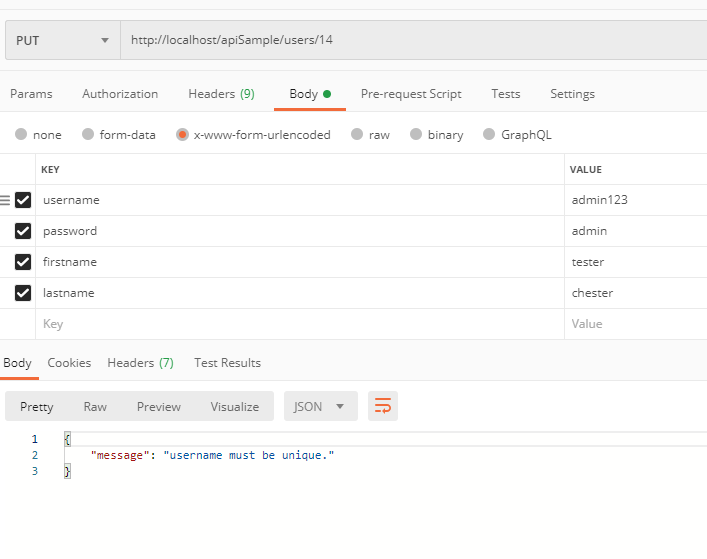 PUT http://localhost/apiSample/users/14
Params Authorization Headers (9) Body Pre-request Script Tests Settings
none form-data x-www-form-urlencoded raw binary GraphQL
KEY VALUE
username admin123
password admin
firstname tester
lastname chester
Key Value
Body Cookies Headers (7) Test Results
Pretty Raw Preview Visualize JSON
1 {
2 "message": "username must be unique."
3 }